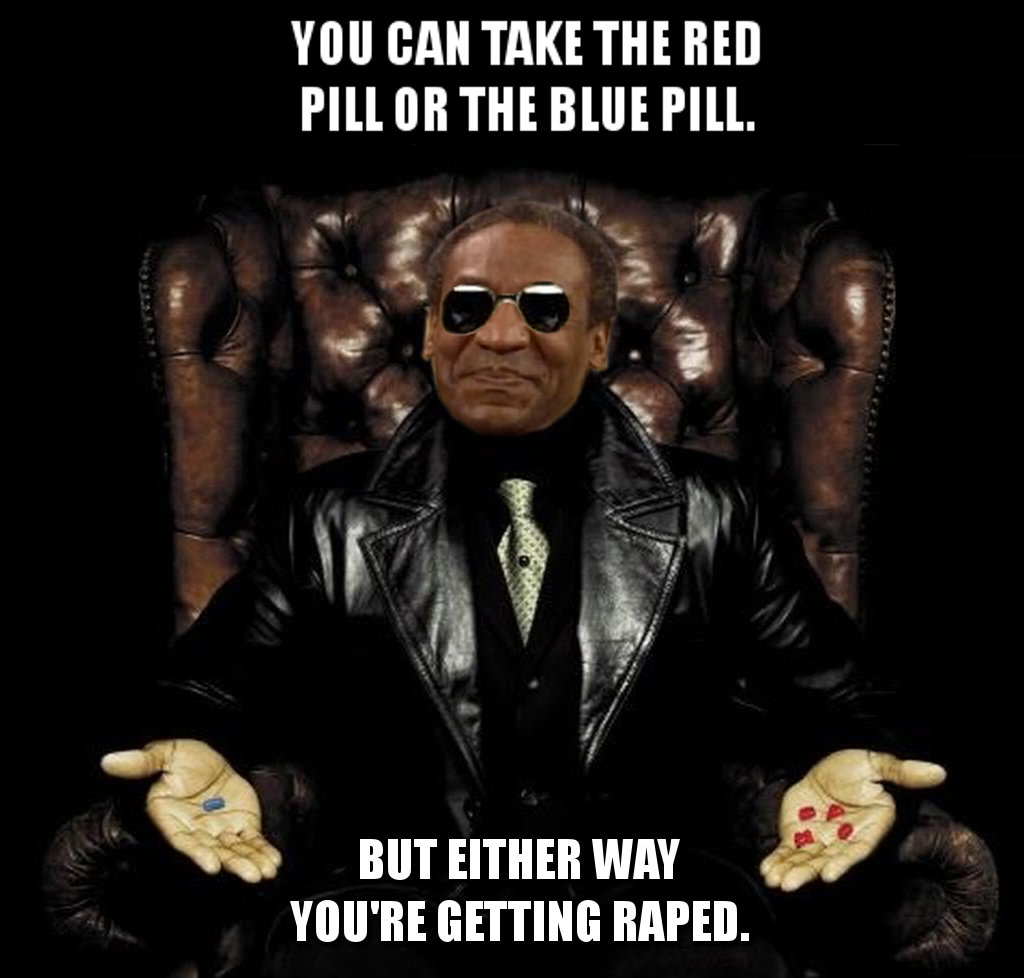 YOU CAN TAKE THE RED
PILL OR THE BLUE PILL.
BUT EITHER WAY
YOU'RE GETTING RAPED.